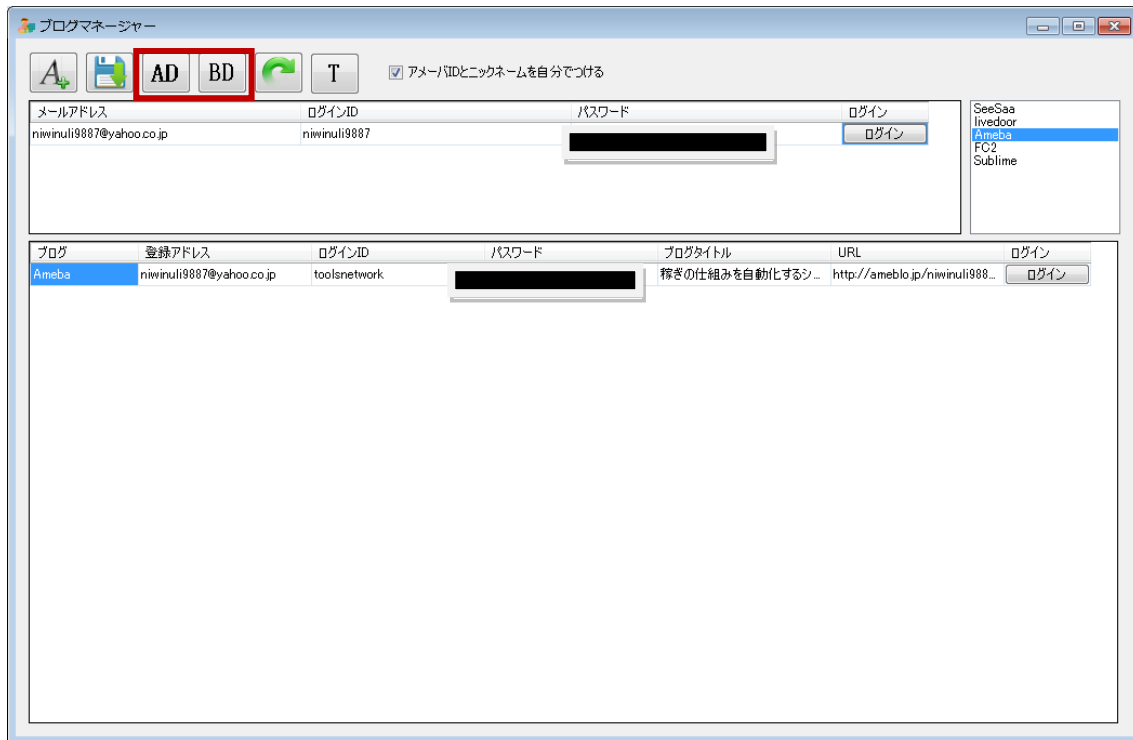 ブログマネージャー
A AD BD T アメーバIDとニックネームを自分でつける
メールアドレス ログインID パスワード ログイン
niwinuli9887@yahoo.co.jp niwinuli9887 ログイン
SeeSaa
livedoor
Ameba
FC2
Sublime
ブログ 登録アドレス ログインID パスワード ブログタイトル URL ログイン
Ameba niwinuli9887@yahoo.co.jp toolsnetwork 稼ぎの仕組みを自動化するシ... http://ameblo.jp/niwinuli988... ログイン